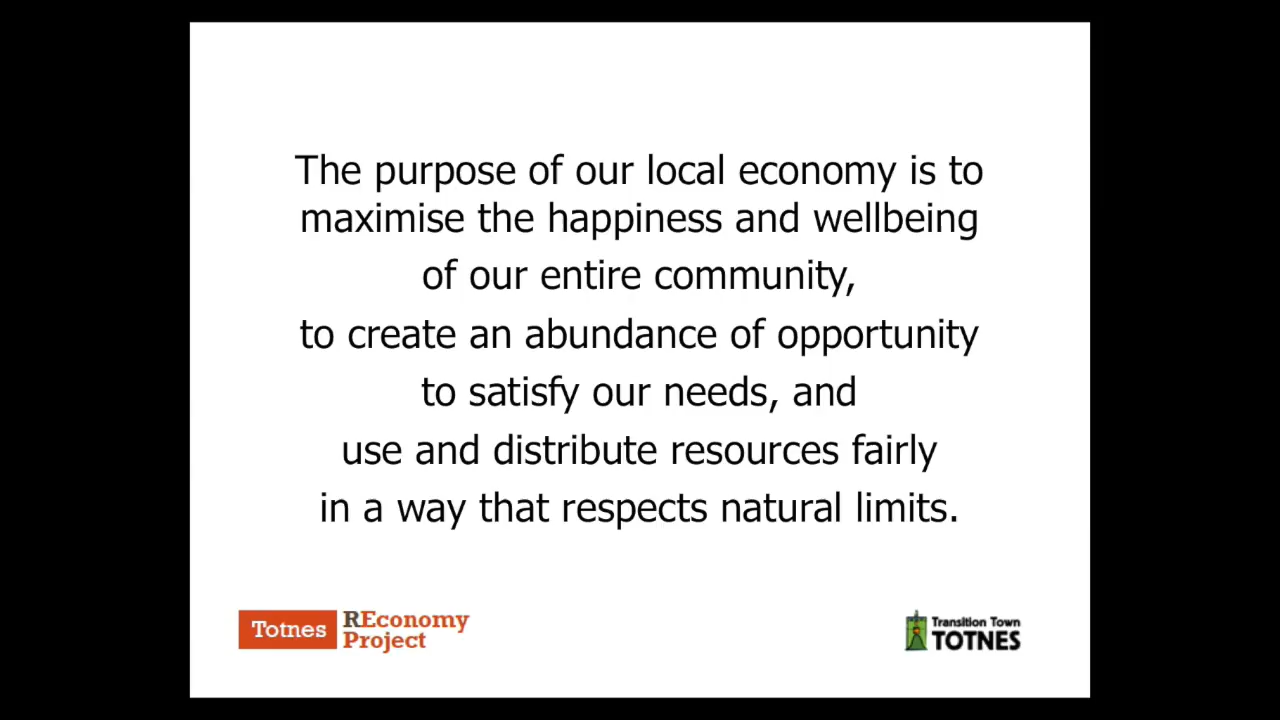 The purpose of our local economy is to
maximise the happiness and wellbeing
of our entire community,
to create an abundance of opportunity
to satisfy our needs, and
use and distribute resources fairly
in a way that respects natural limits.
Totnes REconomy
Project
Transition Town
TOTNES